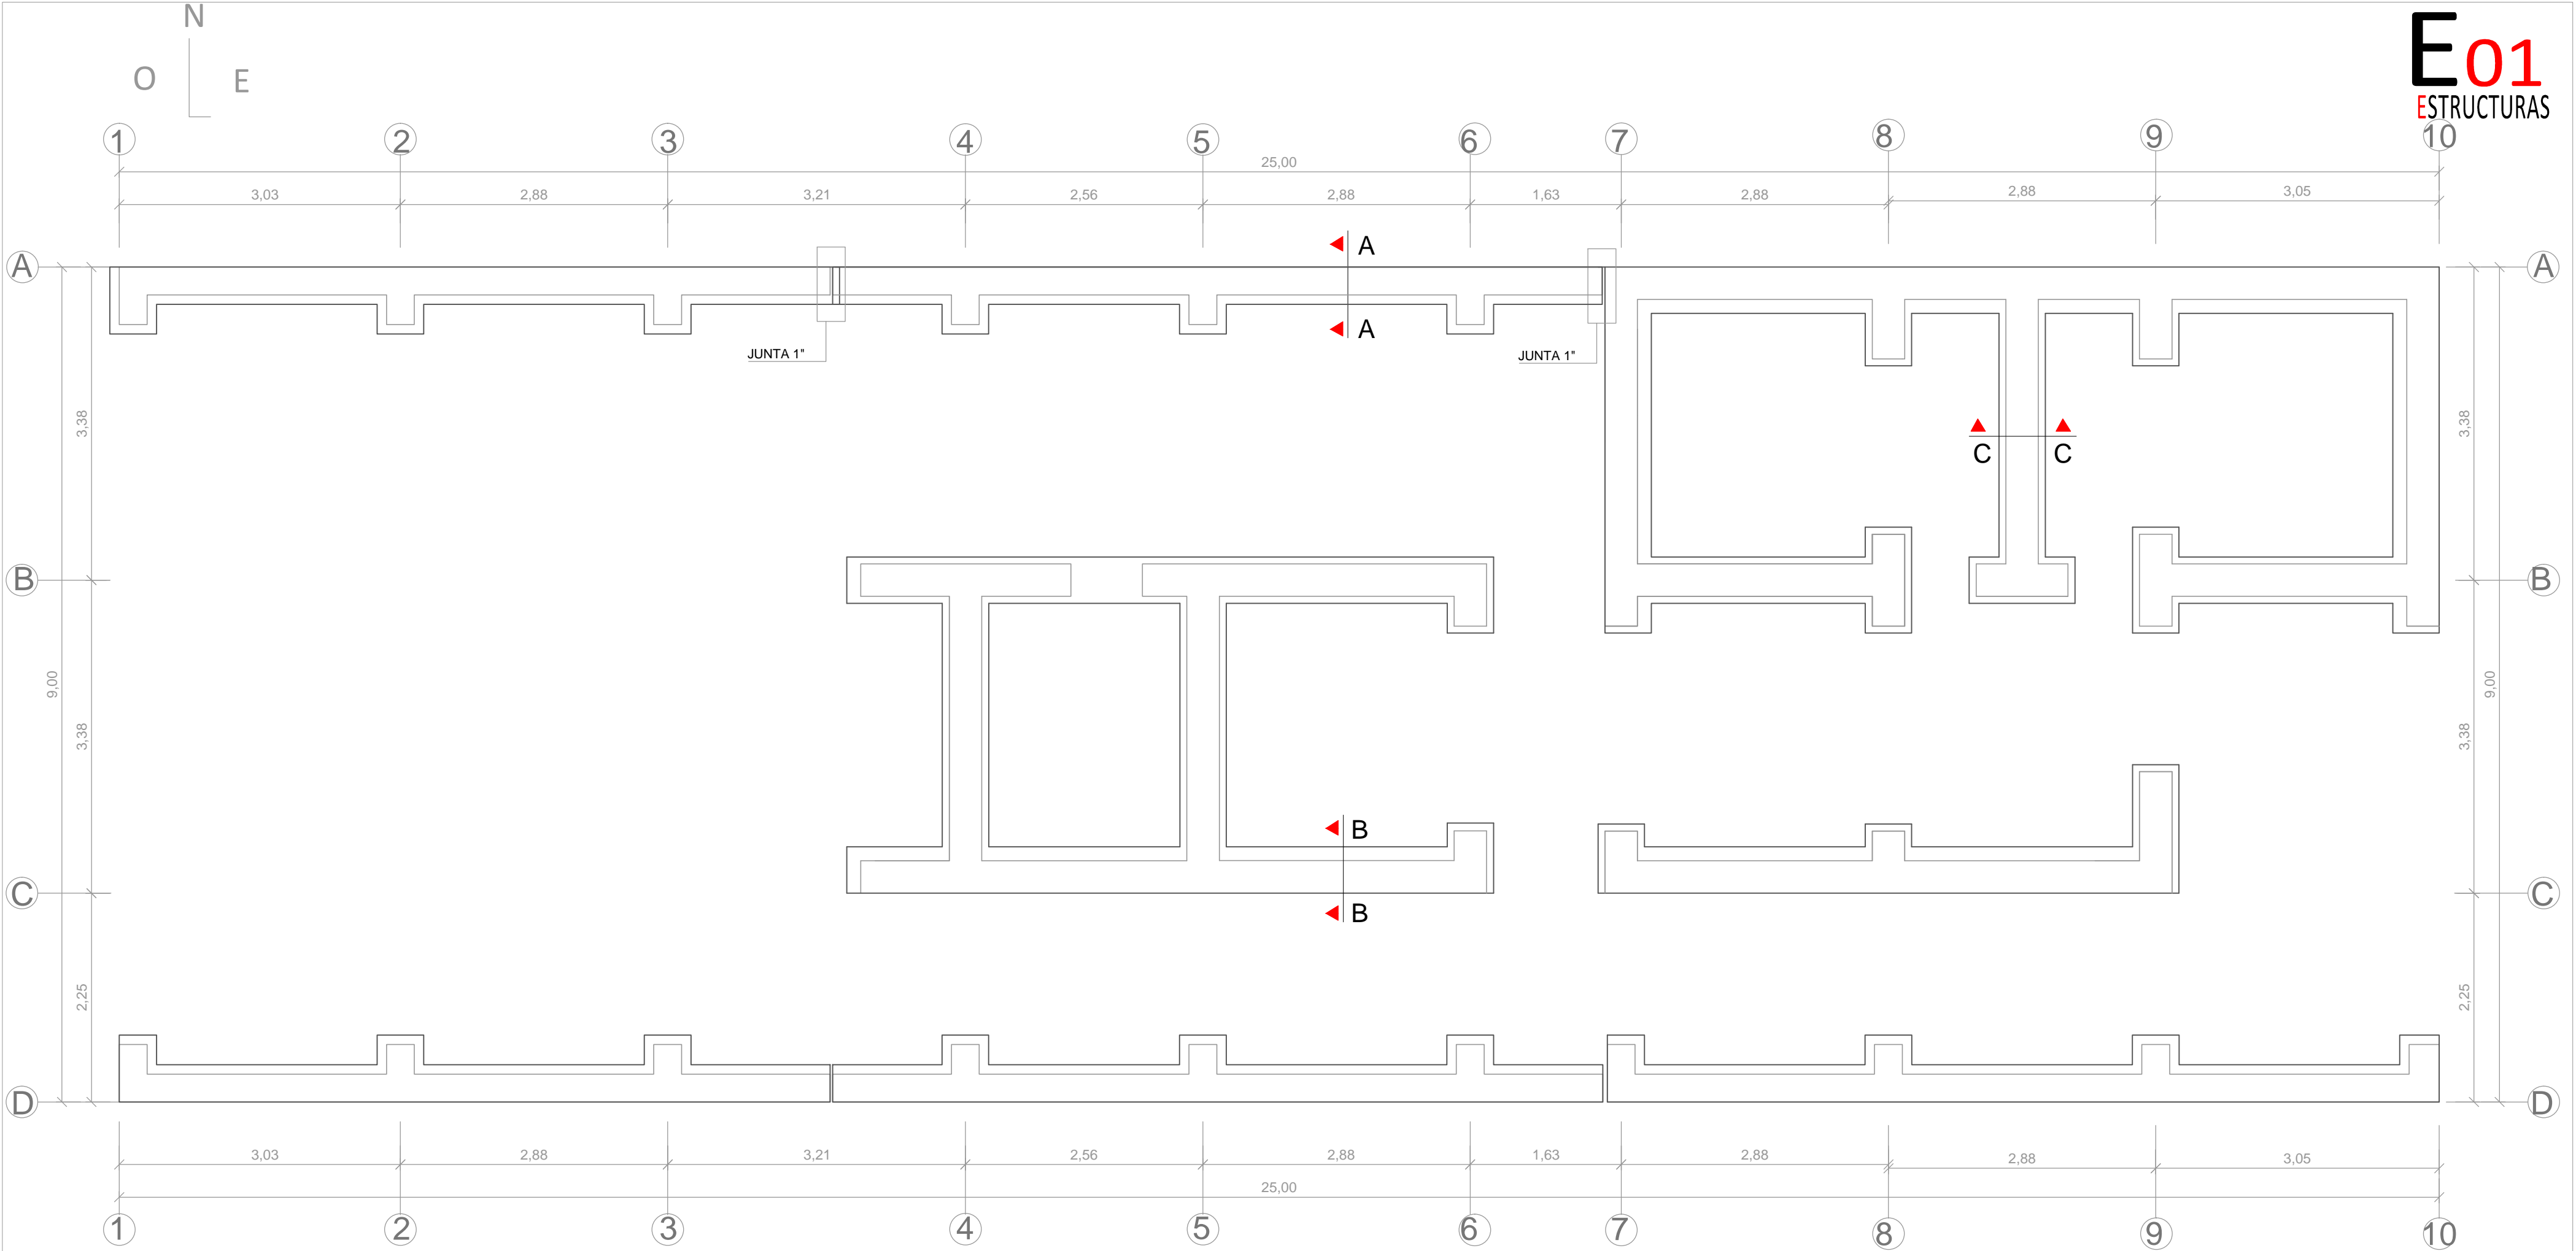 N
O E
E01
ESTRUCTURAS
1 2 3 4 5 6 7 8 9 10
25,00
3,03 2,88 3,21 2,56 2,88 1,63 2,88 2,88 3,05
A A
A
A
JUNTA 1" JUNTA 1"
3,38 3,38
C C
B B
9,00 9,00
3,38 3,38
B
B
C C
2,25 2,25
D D
3,03 2,88 3,21 2,56 2,88 1,63 2,88 2,88 3,05
25,00
1 2 3 4 5 6 7 8 9 10